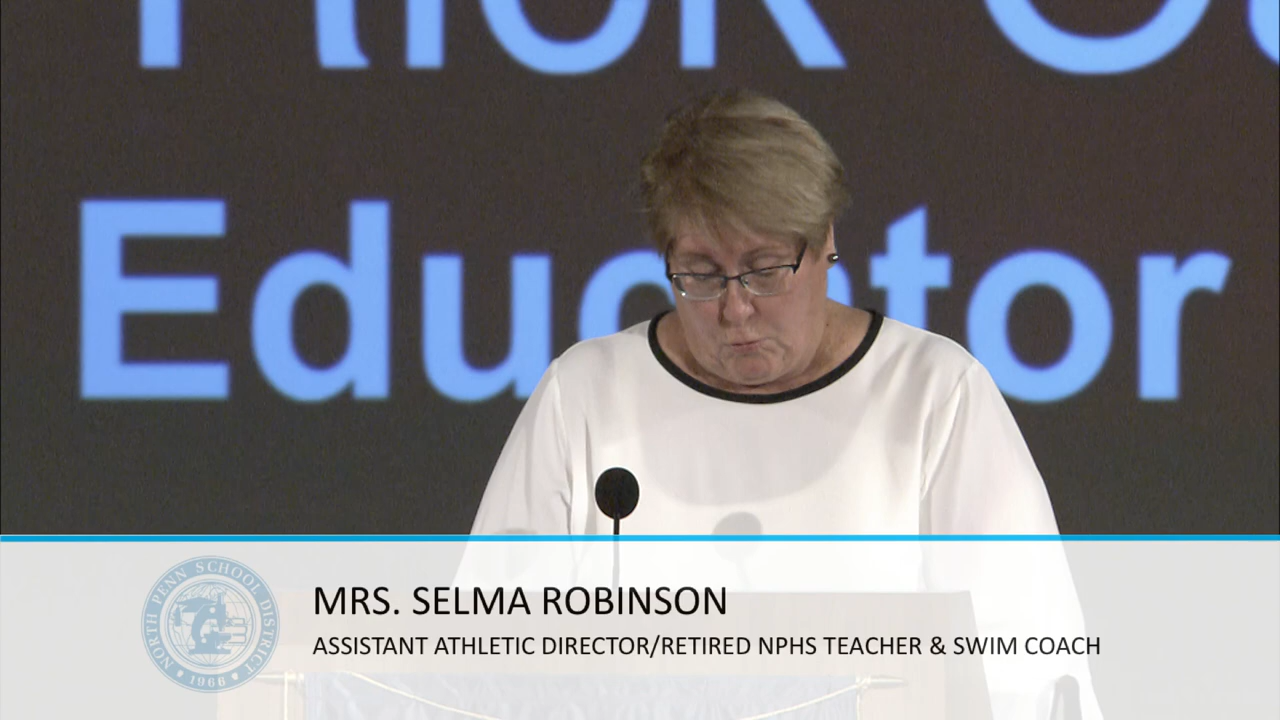 Educator
MRS. SELMA ROBINSON
ASSISTANT ATHLETIC DIRECTOR/RETIRED NPHS TEACHER & SWIM COACH
NORTH PENN SCHOOL DISTRICT
1966